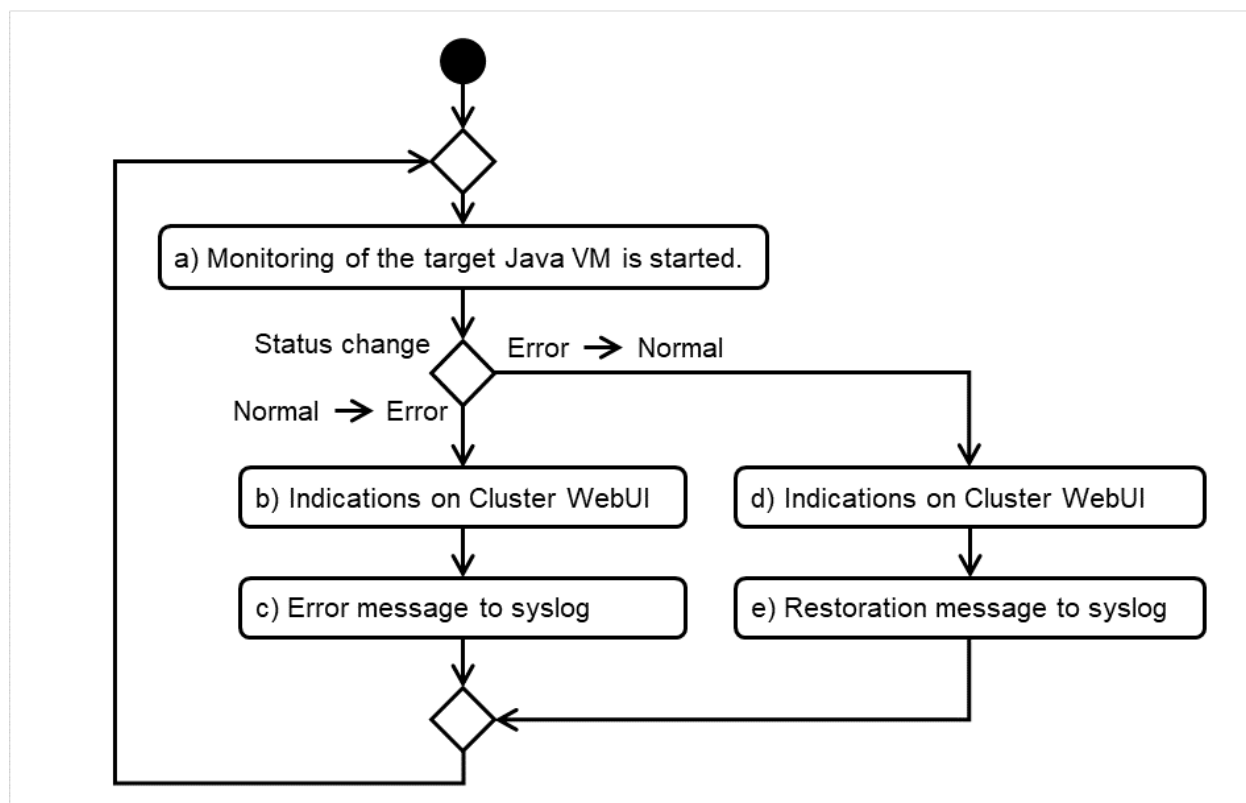 a) Monitoring of the target Java VM is started.
Status change
Error → Normal
Normal → Error
b) Indications on Cluster WebUI
d) Indications on Cluster WebUI
c) Error message to syslog
e) Restoration message to syslog